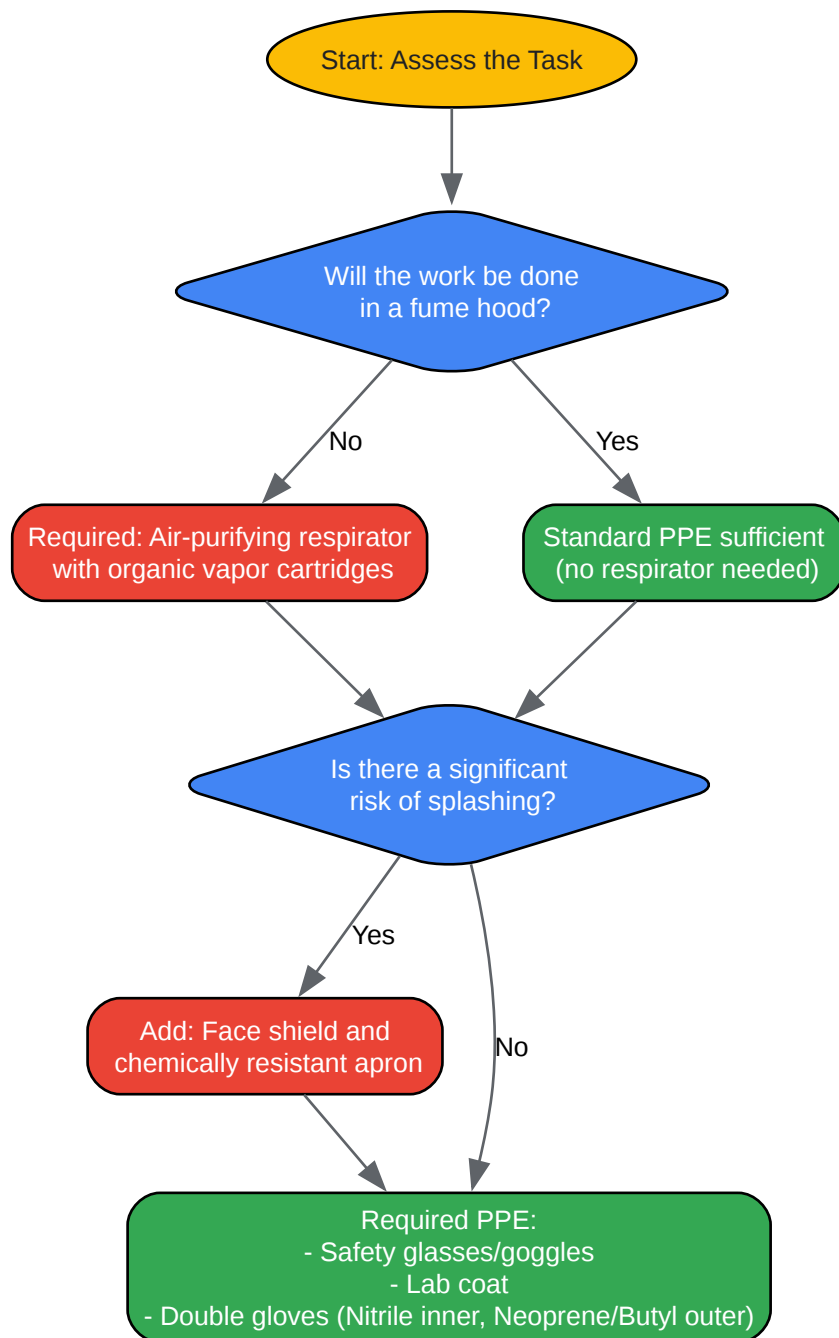 Start: Assess the Task
Will the work be done
in a fume hood?
No
Yes
Required: Air-purifying respirator
with organic vapor cartridges
Standard PPE sufficient
(no respirator needed)
Is there a significant
risk of splashing?
Yes
Add: Face shield and
chemically resistant apron
No
Required PPE:
- Safety glasses/goggles
- Lab coat
- Double gloves (Nitrile inner, Neoprene/Butyl outer)